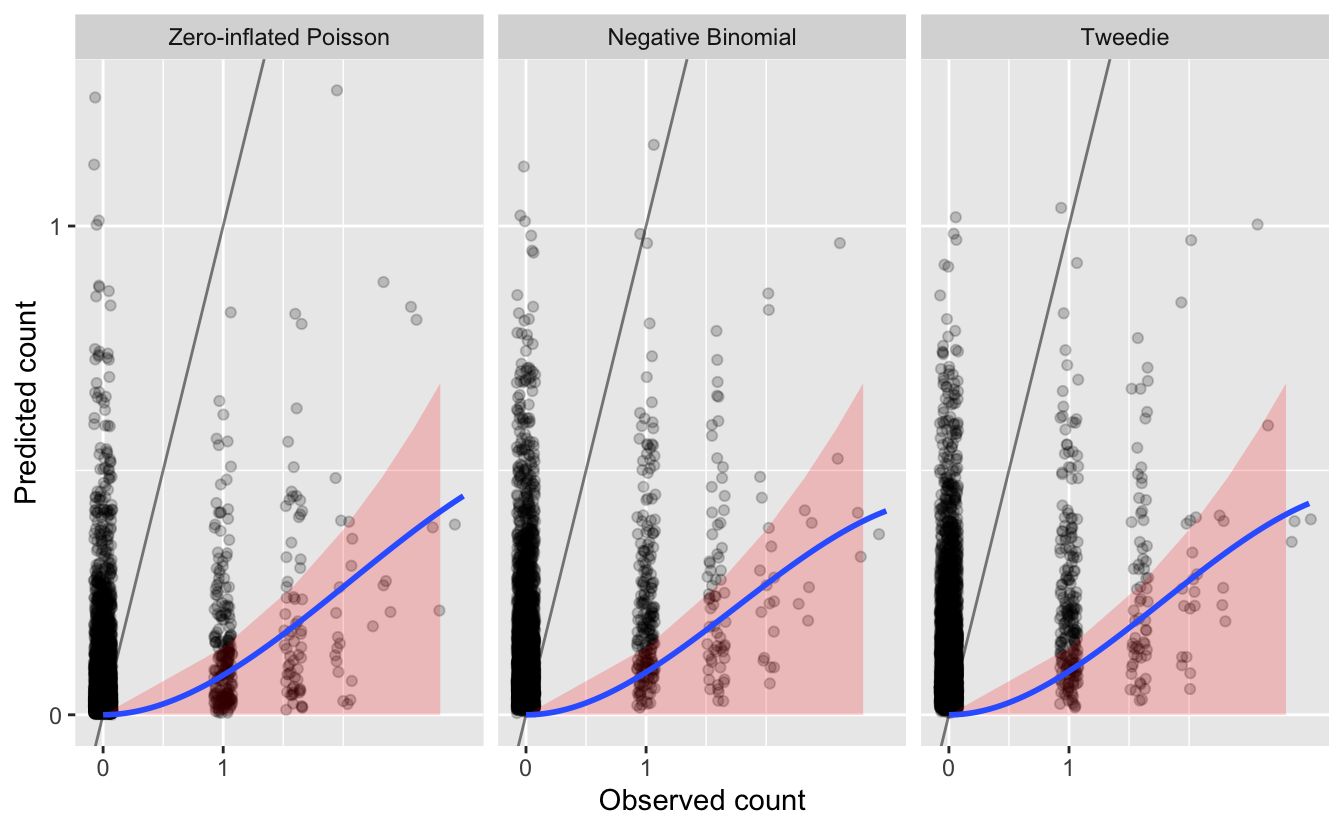 Zero-inflated Poisson
Negative Binomial
Tweedie
Predicted count
1
0
0
1
0
1
0
1
Observed count